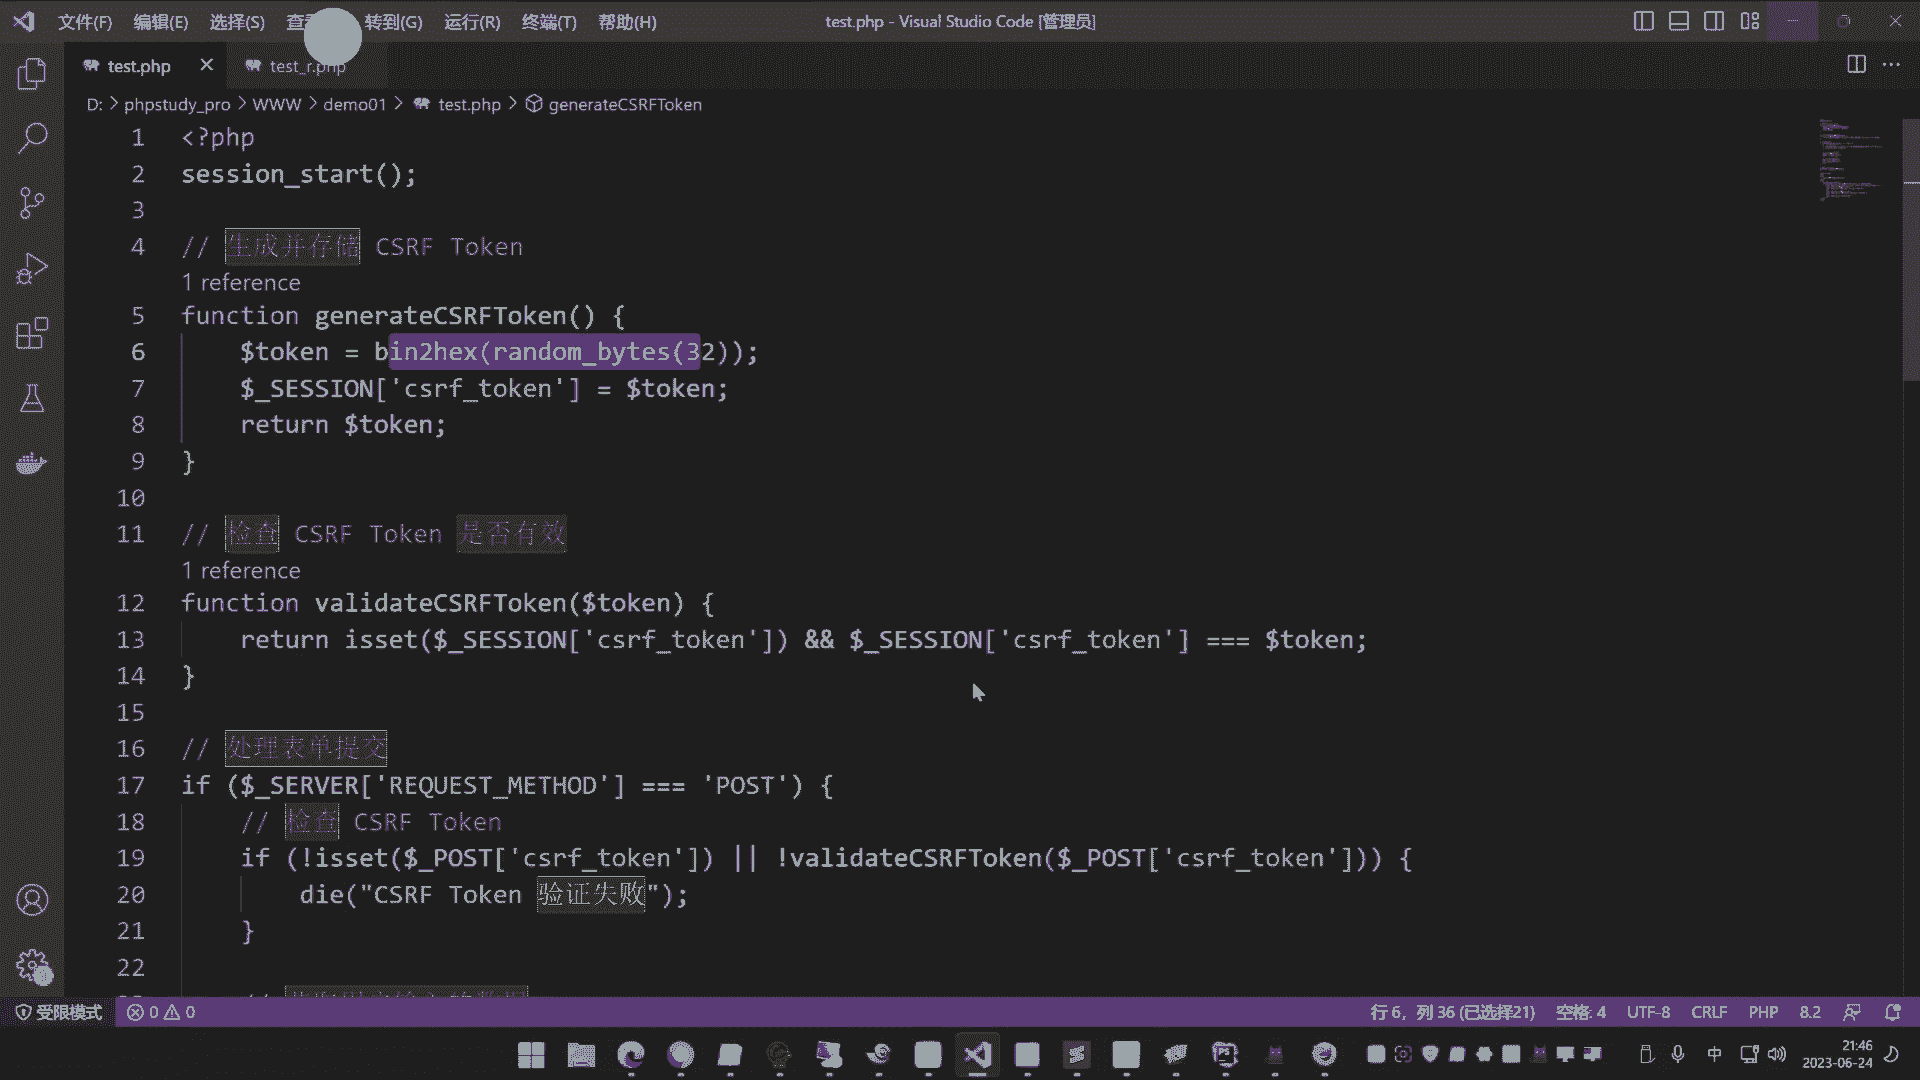 文件(F) 编辑(E) 选择(S) 转到(G) 运行(R) 终端(T) 帮助(H) test.php - Visual Studio Code [管理员]
test.php test_r.php
D: > phpstudy_pro > WWW > demo01 > test.php > generateCSRFToken
1 <?php
2 session_start();
3
4 // 生成并存储 CSRF Token
1 reference
5 function generateCSRFToken() {
6 $token = bin2hex(random_bytes(32));
7 $_SESSION['csrf_token'] = $token;
8 return $token;
9 }
10
11 // 检查 CSRF Token 是否有效
1 reference
12 function validateCSRFToken($token) {
13 return isset($_SESSION['csrf_token']) && $_SESSION['csrf_token'] === $token;
14 }
15
16 // 处理表单提交
17 if ($_SERVER['REQUEST_METHOD'] === 'POST') {
18 // 检查 CSRF Token
19 if (!isset($_POST['csrf_token']) || !validateCSRFToken($_POST['csrf_token'])) {
20 die("CSRF Token 验证失败");
21 }
22
受限模式 0 0 行 6，列 36 (已选择21) 空格: 4 UTF-8 CRLF PHP 8.2
PS 中 21:46
2023-06-24